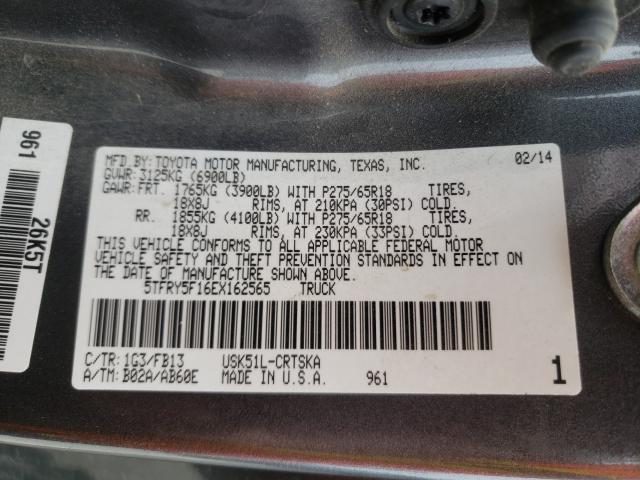 MFD.BY:TOYOTA MOTOR MANUFACTURING, TEXAS, INC. 02/14
GVWR:3125KG (6900LB)
GAWR:FRT. 1765KG (3900LB) WITH P275/65R18 TIRES,
18X8J RIMS, AT 210KPA (30PSI) COLD.
RR. 1855KG (4100LB) WITH P275/65R18 TIRES,
18X8J RIMS, AT 230KPA (33PSI) COLD.
THIS VEHICLE CONFORMS TO ALL APPLICABLE FEDERAL MOTOR
VEHICLE SAFETY AND THEFT PREVENTION STANDARDS IN EFFECT
ON THE DATE OF MANUFACTURE SHOWN ABOVE.
5TFRY5F16EX162565 TRUCK
C/TR:1G3/FB13 USK51L-CRTSKA
A/TM:B02A/AB60E MADE IN U.S.A. 961 1
961
26K5T